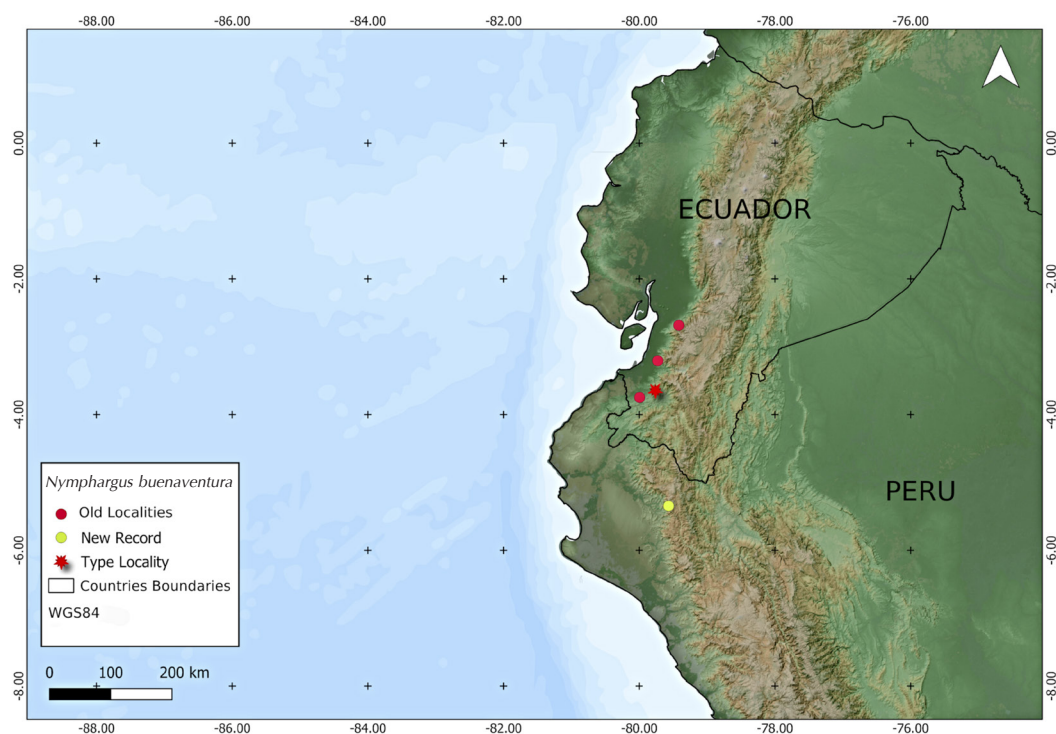 -88.00 -86.00 -84.00 -82.00 -80.00 -78.00 -76.00
0.00 0.00
ECUADOR
-2.00 -2.00
-4.00 -4.00
PERU
Nymphargus buenaventura
Old Localities
New Record
Type Locality
Countries Boundaries
WGS84
-6.00 -6.00
0 100 200 km
-8.00 -8.00
-88.00 -86.00 -84.00 -82.00 -80.00 -78.00 -76.00